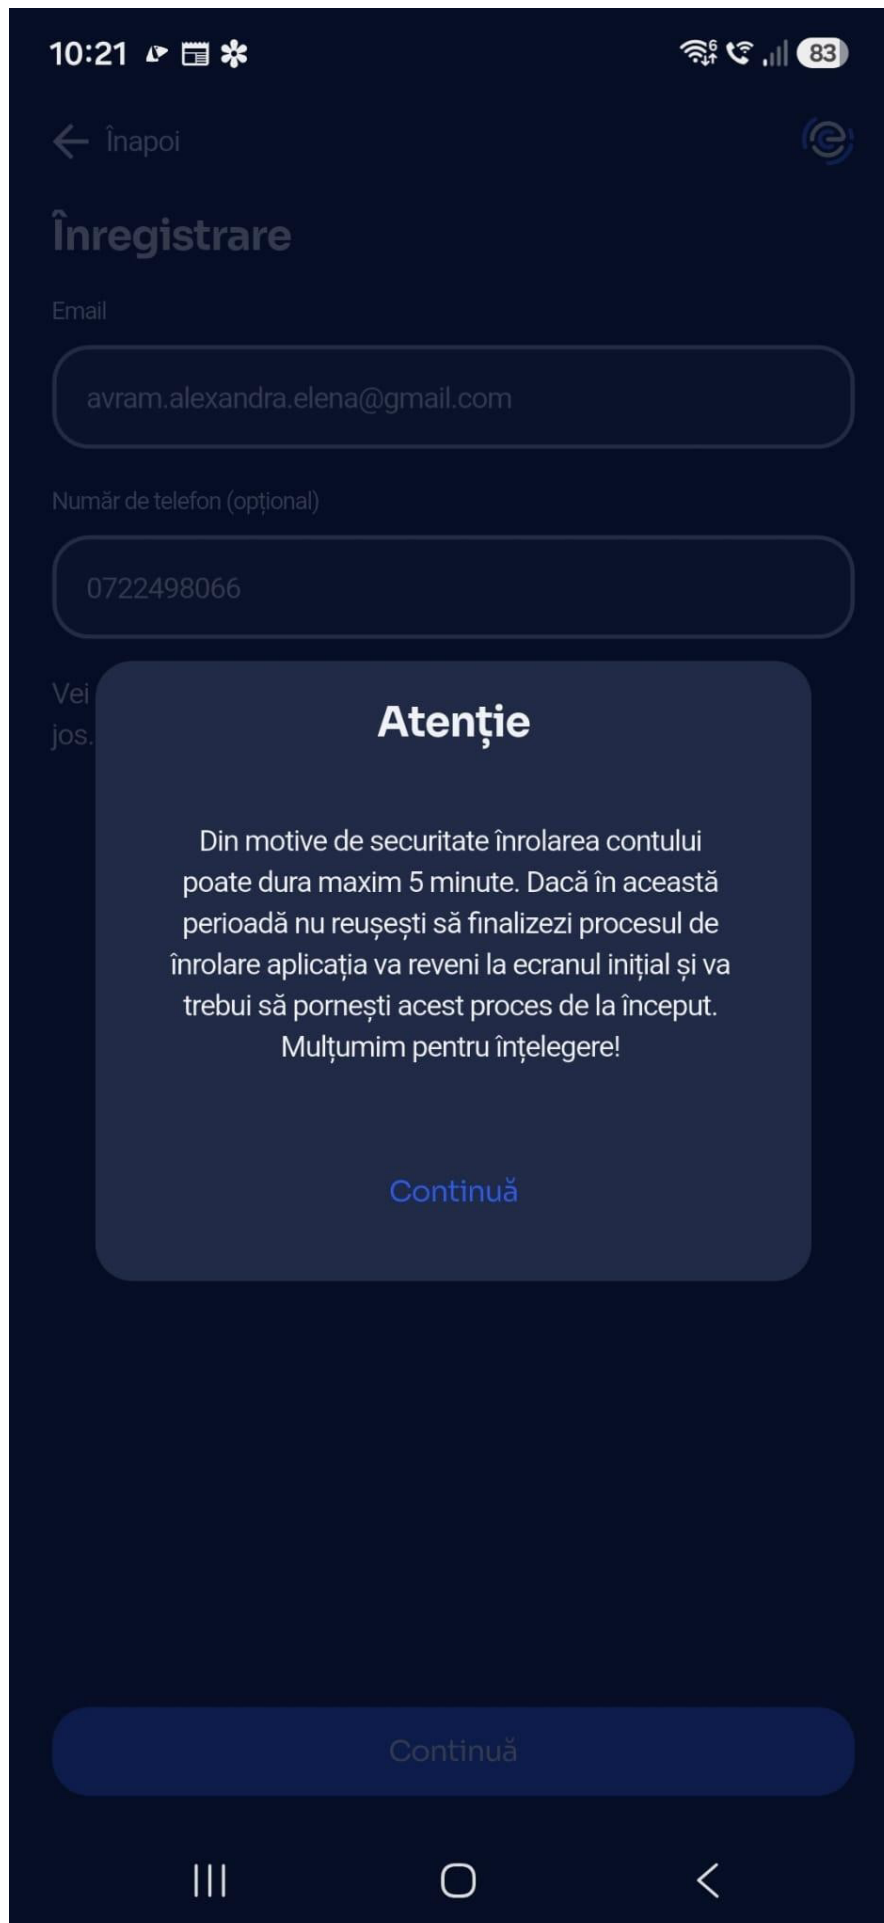 10:21
6
83
Înapoi
Înregistrare
Email
avram.alexandra.elena@gmail.com
Număr de telefon (opțional)
0722498066
Vei
jos.
Atenție
Din motive de securitate înrolarea contului
poate dura maxim 5 minute. Dacă în această
perioadă nu reușești să finalizezi procesul de
înrolare aplicația va reveni la ecranul inițial și va
trebui să pornești acest proces de la început.
Mulțumim pentru înțelegere!
Continuă
Continuă